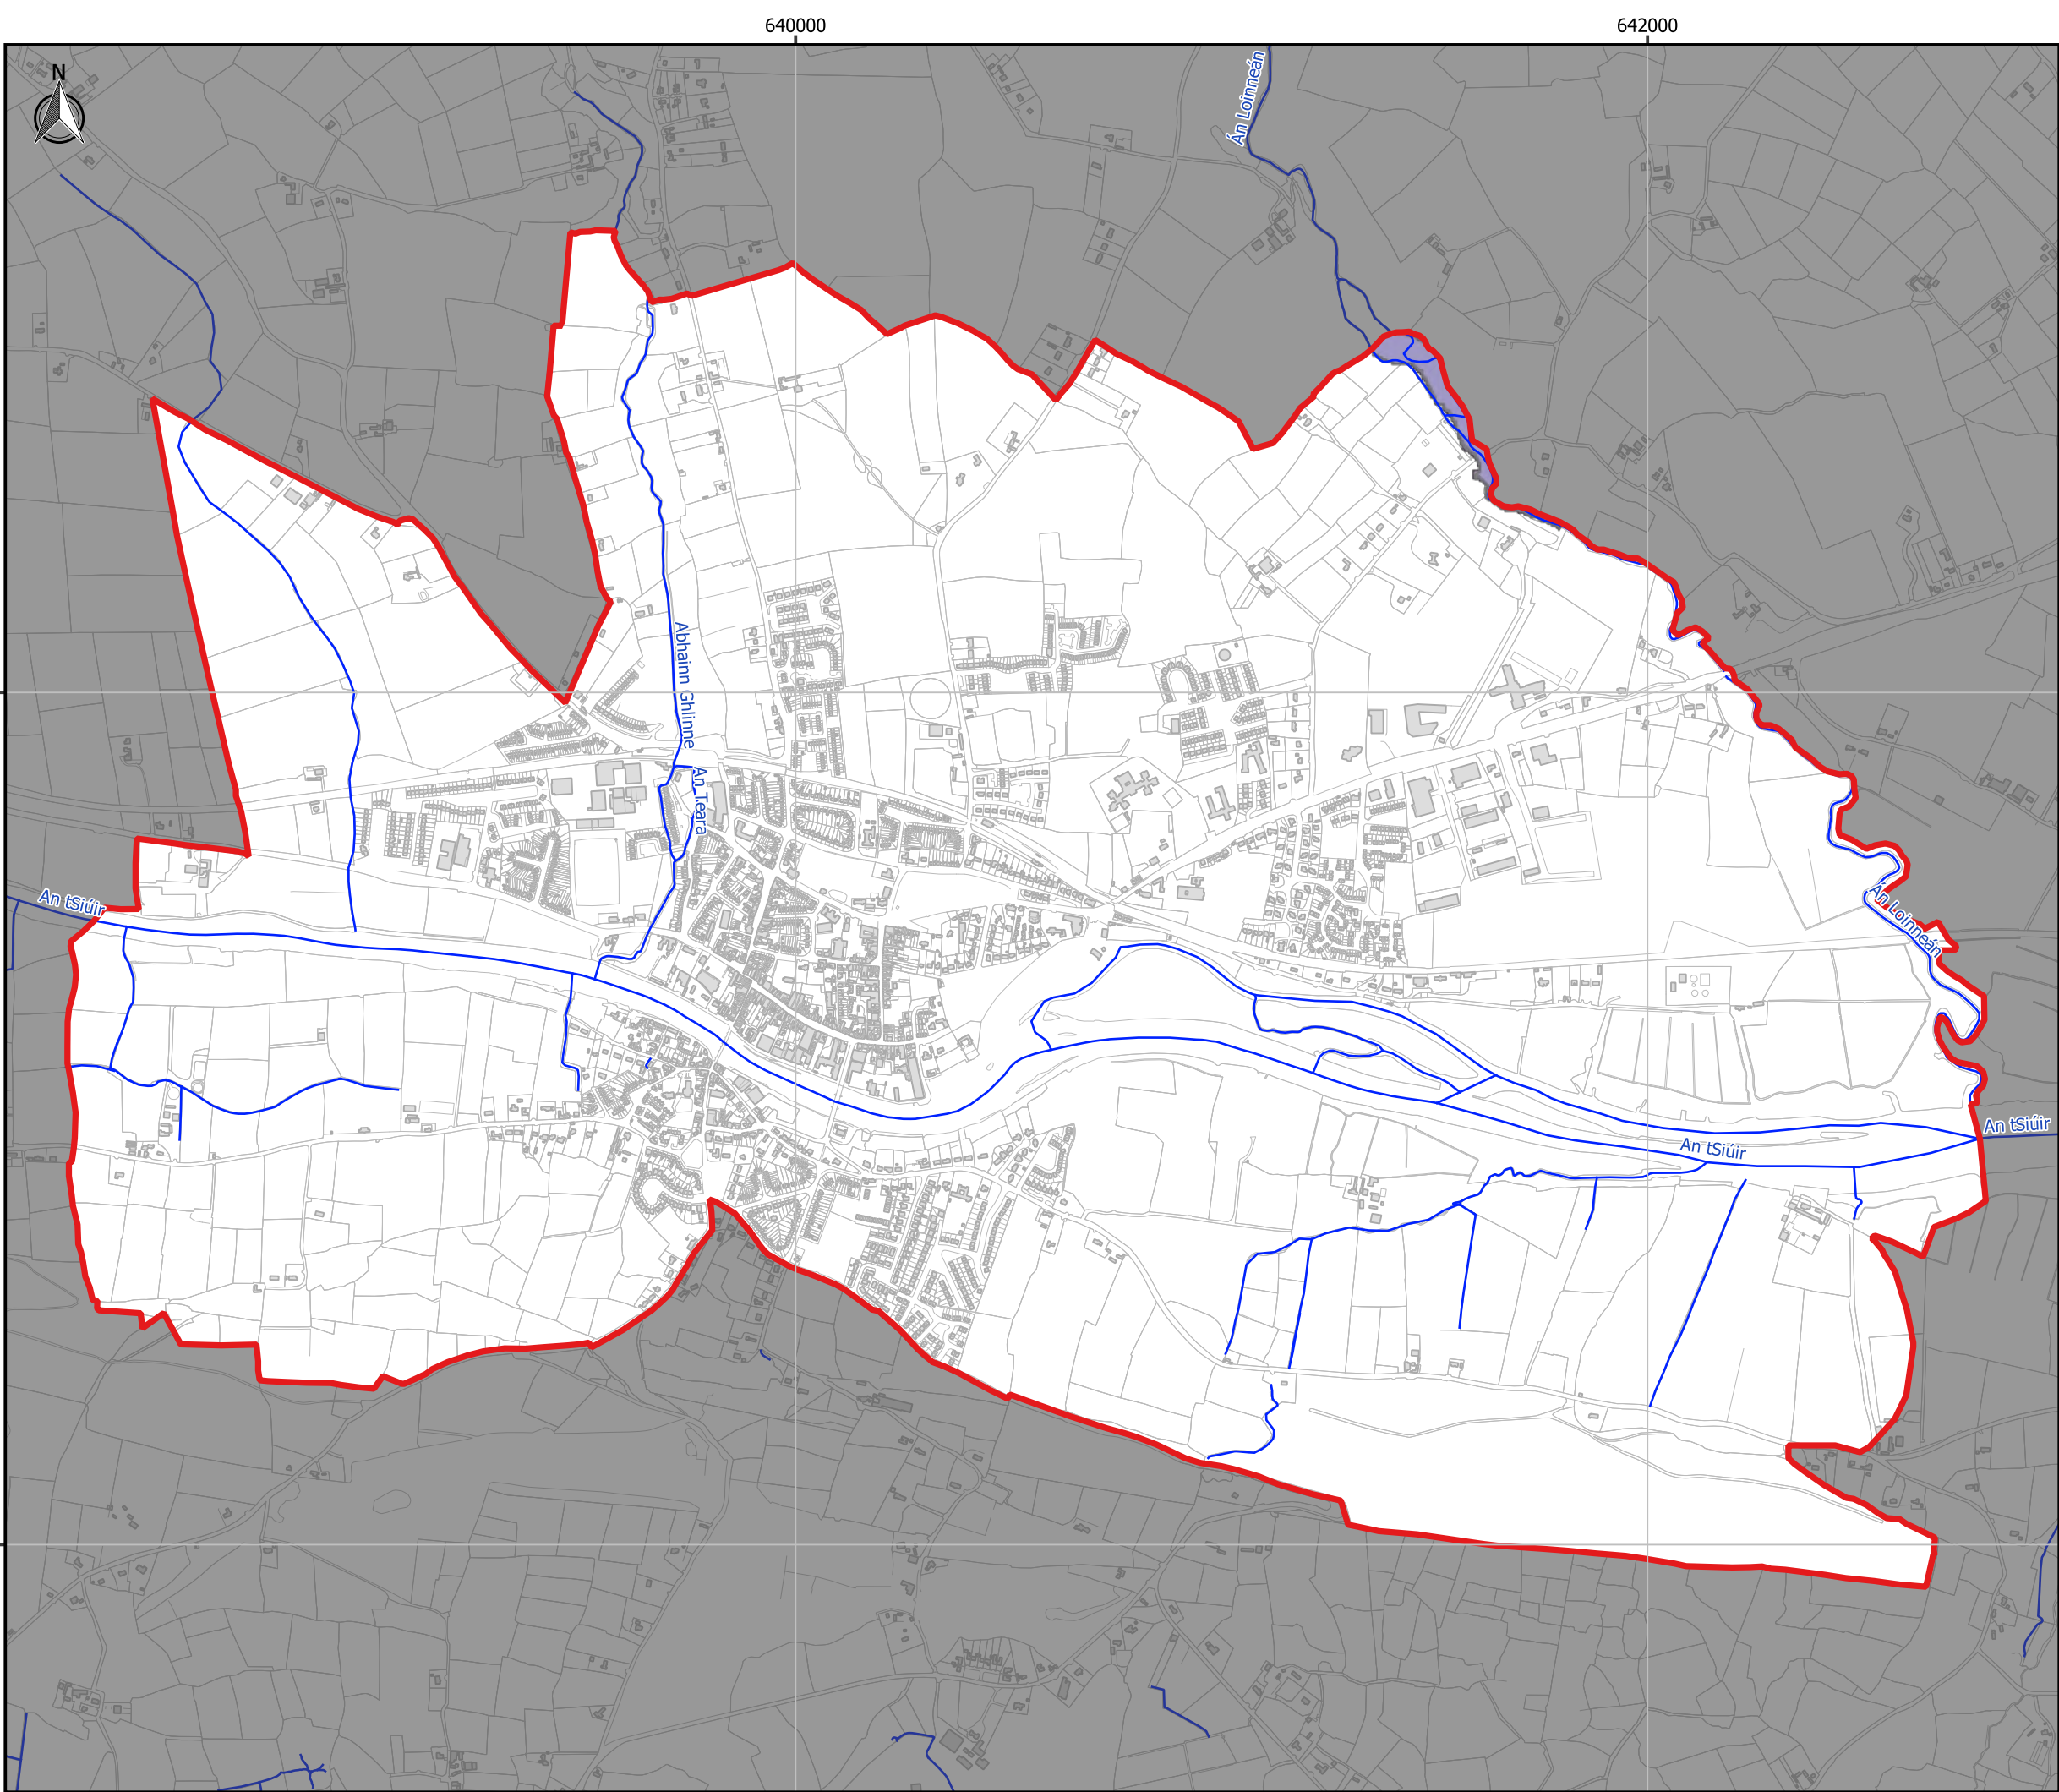 640000
642000
N
Án Loinneán
Abhainn Ghlinne
An Teara
An tSiúir
Án Loinneán
An tSiúir
An tSiúir